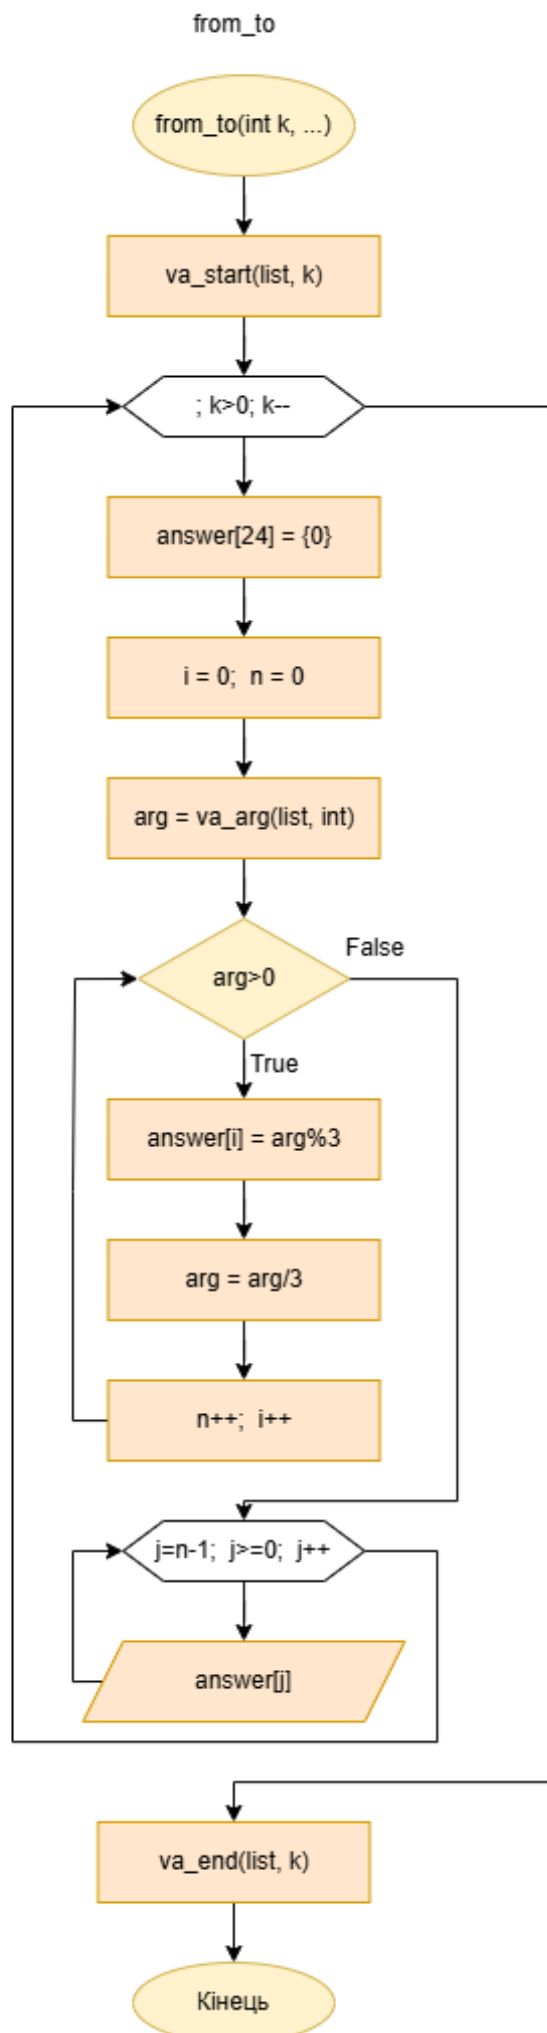 from_to
from_to(int k, ...)
va_start(list, k)
; k>0; k--
answer[24] = {0}
i = 0;  n = 0
arg = va_arg(list, int)
arg>0
False
True
answer[i] = arg%3
arg = arg/3
n++;  i++
j=n-1;  j>=0;  j++
answer[j]
va_end(list, k)
Кінець